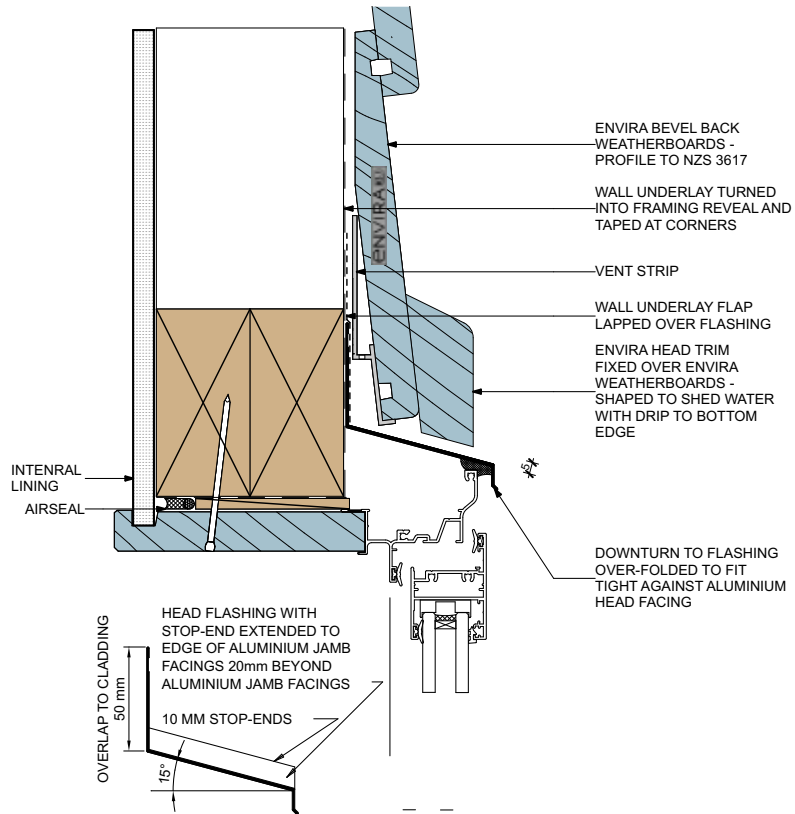 ENVIRA BEVEL BACK
WEATHERBOARDS -
PROFILE TO NZS 3617
WALL UNDERLAY TURNED
INTO FRAMING REVEAL AND
TAPED AT CORNERS
ENVIRA
VENT STRIP
WALL UNDERLAY FLAP
LAPPED OVER FLASHING
ENVIRA HEAD TRIM
FIXED OVER ENVIRA
WEATHERBOARDS -
SHAPED TO SHED WATER
WITH DRIP TO BOTTOM
EDGE
INTENRAL
LINING
AIRSEAL
5
DOWNTURN TO FLASHING
OVER-FOLDED TO FIT
TIGHT AGAINST ALUMINIUM
HEAD FACING
HEAD FLASHING WITH
STOP-END EXTENDED TO
EDGE OF ALUMINIUM JAMB
FACINGS 20mm BEYOND
ALUMINIUM JAMB FACINGS
10 MM STOP-ENDS
OVERLAP TO CLADDING
50 mm
15°